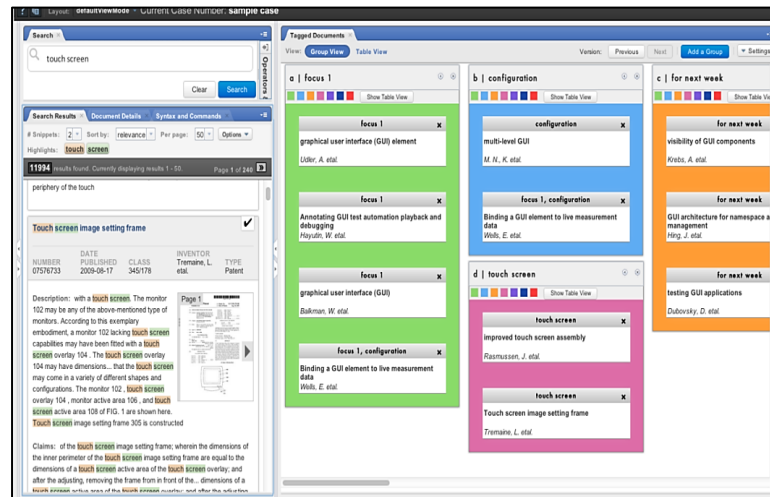 Layout: defaultViewMode Current Case Number: sample case
Search
touch screen
Operators &
Clear Search
Search Results Document Details Syntax and Commands
# Snippets: 2 Sort by: relevance Per page: 50 Options
Highlights: touch screen
11994 results found. Currently displaying results 1 - 50. Page 1 of 240
periphery of the touch
Touch screen image setting frame
NUMBER DATE PUBLISHED CLASS INVENTOR TYPE
07576733 2009-08-17 345/178 Tremaine, L. etal. Patent
Description: with a touch screen. The monitor
102 may be any of the above-mentioned type of
monitors. According to this exemplary
embodiment, a monitor 102 lacking touch screen
capabilities may have been fitted with a touch
screen overlay 104 . The touch screen overlay
104 may have dimensions... that the touch screen
may come in a variety of different shapes and
configurations. The monitor 102 , touch screen
overlay 104 , monitor active area 106 , and touch
screen active area 108 of FIG. 1 are shown here.
Touch screen image setting frame 305 is constructed
Page 1
Claims: of the touch screen image setting frame; wherein the dimensions of
the inner perimeter of the touch screen image setting frame are equal to the
dimensions of a touch screen active area of the touch screen overlay; and
after the adjusting, removing the frame from in front of the... dimensions of a
touch screen active area of the touch screen overlay; and after the adjusting
Tagged Documents
View: Group View Table View Version: Previous Next Add a Group Settings
a | focus 1
Show Table View
focus 1 x
graphical user interface (GUI) element
Udler, A. etal.
focus 1 x
Annotating GUI test automation playback and
debugging
Hayutin, W. etal.
focus 1 x
graphical user interface (GUI)
Balkman, W. etal.
focus 1, configuration x
Binding a GUI element to live measurement
data
Wells, E. etal.
b | configuration
Show Table View
configuration x
multi-level GUI
M. N., K. etal.
focus 1, configuration x
Binding a GUI element to live measurement
data
Wells, E. etal.
d | touch screen
Show Table View
touch screen x
improved touch screen assembly
Rasmussen, J. etal.
touch screen x
Touch screen image setting frame
Tremaine, L. etal.
c | for next week
Show Table View
for next week
visibility of GUI components
Krebs, A. etal.
for next week
GUI architecture for namespace a
management
Hing, J. etal.
for next week
testing GUI applications
Dubovsky, D. etal.